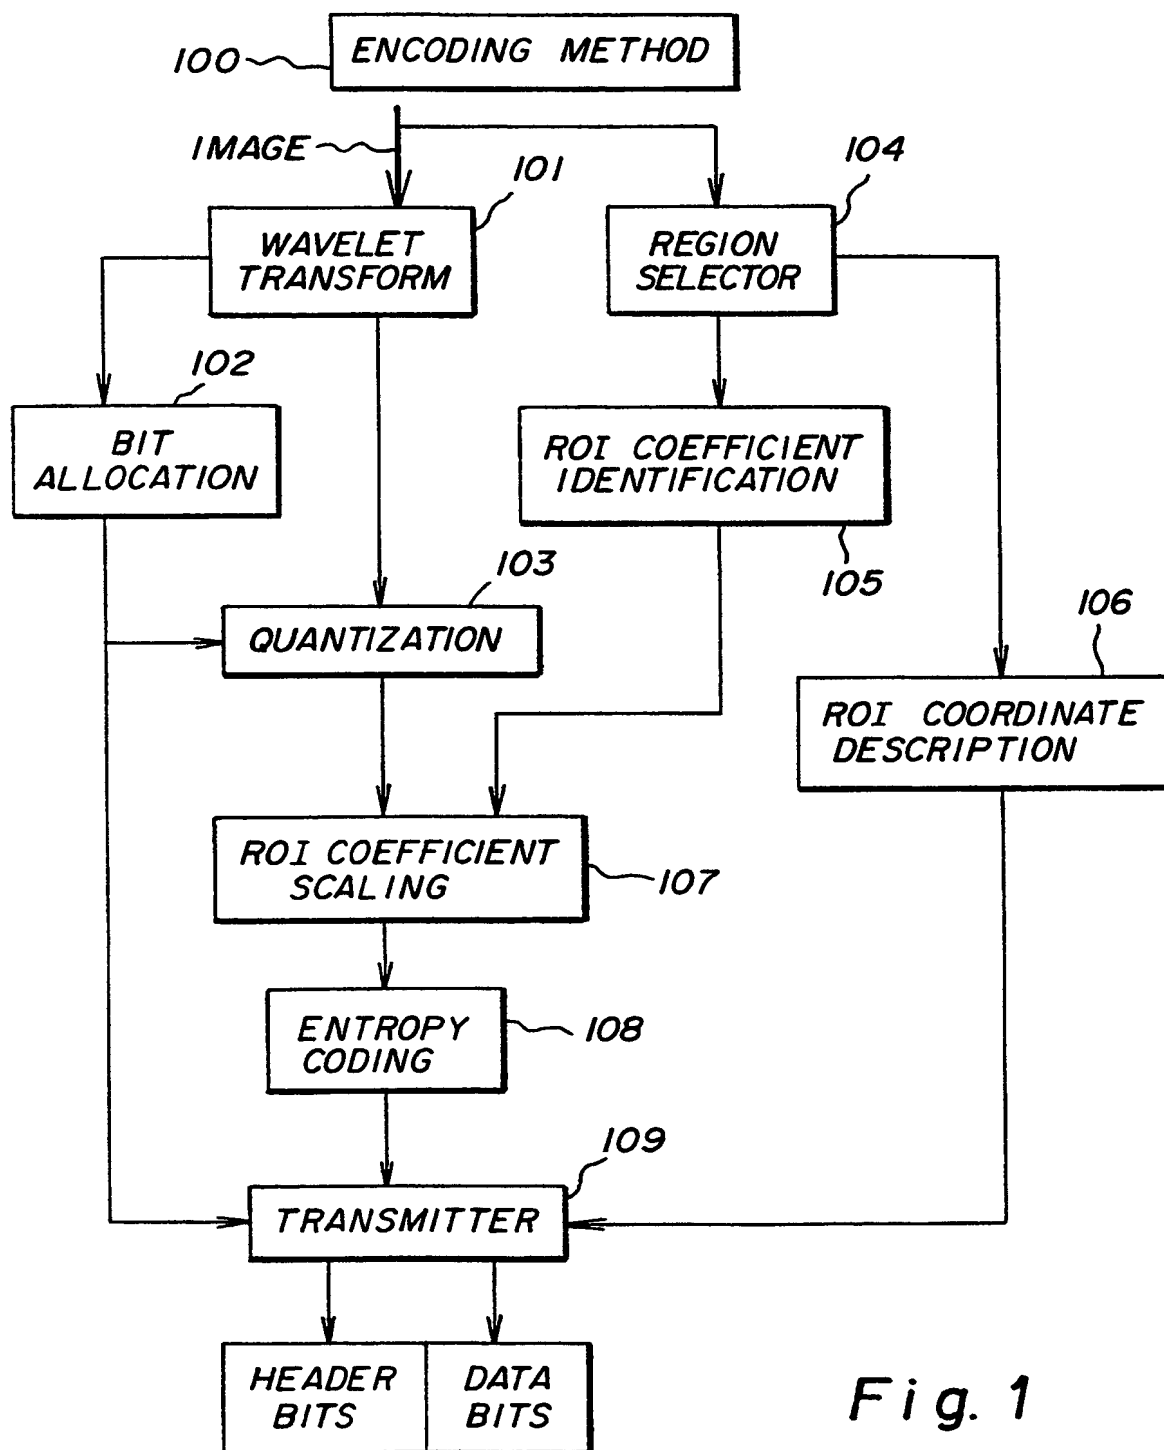 100
ENCODING METHOD
IMAGE
101
104
WAVELET
TRANSFORM
REGION
SELECTOR
102
BIT
ALLOCATION
ROI COEFFICIENT
IDENTIFICATION
103
105
QUANTIZATION
106
ROI COORDINATE
DESCRIPTION
ROI COEFFICIENT
SCALING
107
ENTROPY
CODING
108
109
TRANSMITTER
HEADER
BITS
DATA
BITS
Fig. 1